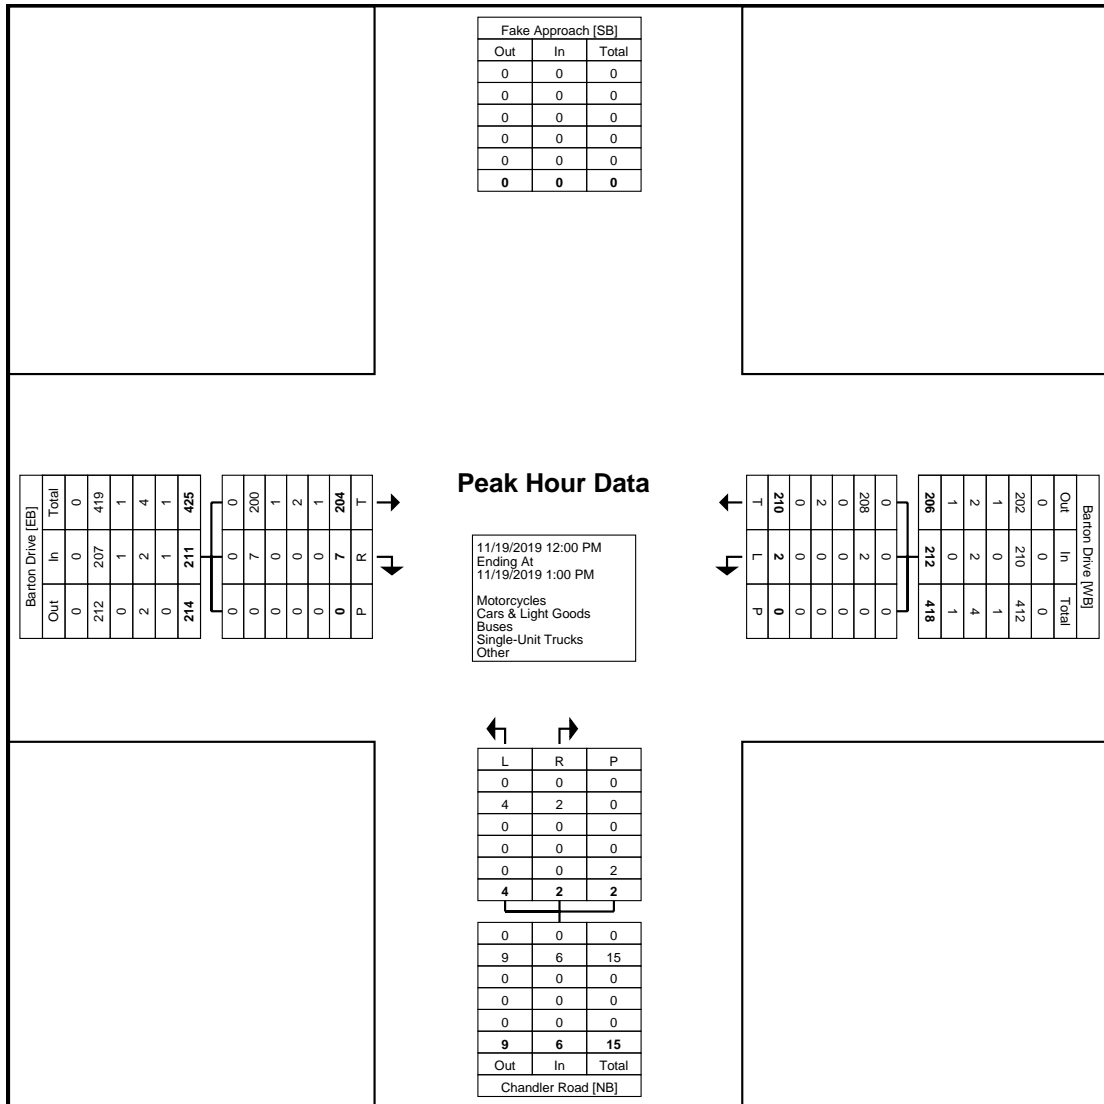 Fake Approach [SB]
Out In Total
0 0 0
0 0 0
0 0 0
0 0 0
0 0 0
0 0 0
Barton Drive [EB]
Out In Total
0 0 0
212 207 419
0 1 1
2 2 4
0 1 1
214 211 425
0 0 0
0 7 200
0 0 1
0 0 2
0 0 1
0 7 204
P R T
Peak Hour Data
11/19/2019 12:00 PM
Ending At
11/19/2019 1:00 PM
Motorcycles
Cars & Light Goods
Buses
Single-Unit Trucks
Other
Barton Drive [WB]
Out In Total
0 0 0
202 210 412
1 0 1
2 2 4
1 0 1
206 212 418
0 0 0
208 2 0
0 0 0
2 0 0
0 0 0
210 2 0
T L P
L R P
0 0 0
4 2 0
0 0 0
0 0 0
0 0 2
4 2 2
0 0 0
9 6 15
0 0 0
0 0 0
0 0 0
9 6 15
Out In Total
Chandler Road [NB]